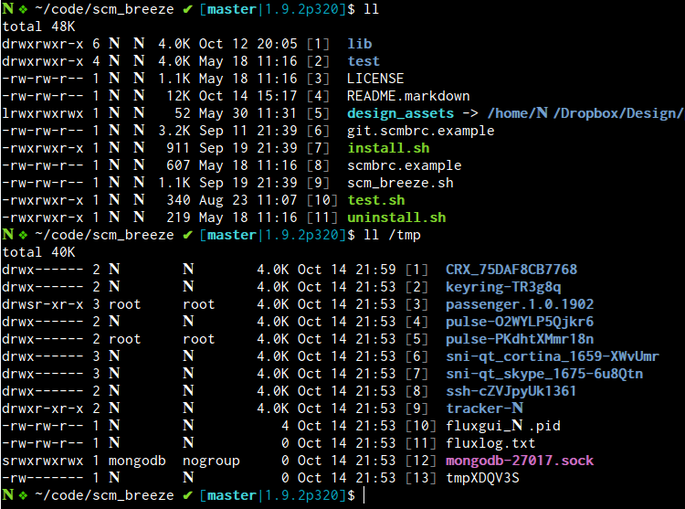 N ❖ ~/code/scm_breeze ✔ [master|1.9.2p320]$ ll
total 48K
drwxrwxr-x 6 N N 4.0K Oct 12 20:05 [1] lib
drwxrwxr-x 4 N N 4.0K May 18 11:16 [2] test
-rw-rw-r-- 1 N N 1.1K May 18 11:16 [3] LICENSE
-rw-rw-r-- 1 N N 12K Oct 14 15:17 [4] README.markdown
lrwxrwxrwx 1 N N 52 May 30 11:31 [5] design_assets -> /home/N /Dropbox/Design/
-rw-rw-r-- 1 N N 3.2K Sep 11 21:39 [6] git.scmbrc.example
-rwxrwxr-x 1 N N 911 Sep 19 21:39 [7] install.sh
-rw-rw-r-- 1 N N 607 May 18 11:16 [8] scmbrc.example
-rw-rw-r-- 1 N N 1.1K Sep 19 21:39 [9] scm_breeze.sh
-rwxrwxr-x 1 N N 340 Aug 23 11:07 [10] test.sh
-rwxrwxr-x 1 N N 219 May 18 11:16 [11] uninstall.sh
N ❖ ~/code/scm_breeze ✔ [master|1.9.2p320]$ ll /tmp
total 40K
drwx------ 2 N N 4.0K Oct 14 21:59 [1] CRX_75DAF8CB7768
drwx------ 2 N N 4.0K Oct 14 21:53 [2] keyring-TR3g8q
drwsr-xr-x 3 root root 4.0K Oct 14 21:53 [3] passenger.1.0.1902
drwx------ 2 N N 4.0K Oct 14 21:53 [4] pulse-O2WYLP5Qjkr6
drwx------ 2 root root 4.0K Oct 14 21:53 [5] pulse-PKdhtXMmr18n
drwx------ 3 N N 4.0K Oct 14 21:53 [6] sni-qt_cortina_1659-XWvUmr
drwx------ 3 N N 4.0K Oct 14 21:53 [7] sni-qt_skype_1675-6u8Qtn
drwx------ 2 N N 4.0K Oct 14 21:53 [8] ssh-cZVJpyUk1361
drwxr-xr-x 2 N N 4.0K Oct 14 21:53 [9] tracker-N
-rw-rw-r-- 1 N N 4 Oct 14 21:53 [10] fluxgui_N .pid
-rw-rw-r-- 1 N N 0 Oct 14 21:53 [11] fluxlog.txt
srwxrwxrwx 1 mongodb nogroup 0 Oct 14 21:53 [12] mongodb-27017.sock
-rw------- 1 N N 0 Oct 14 21:53 [13] tmpXDQV3S
N ❖ ~/code/scm_breeze ✔ [master|1.9.2p320]$